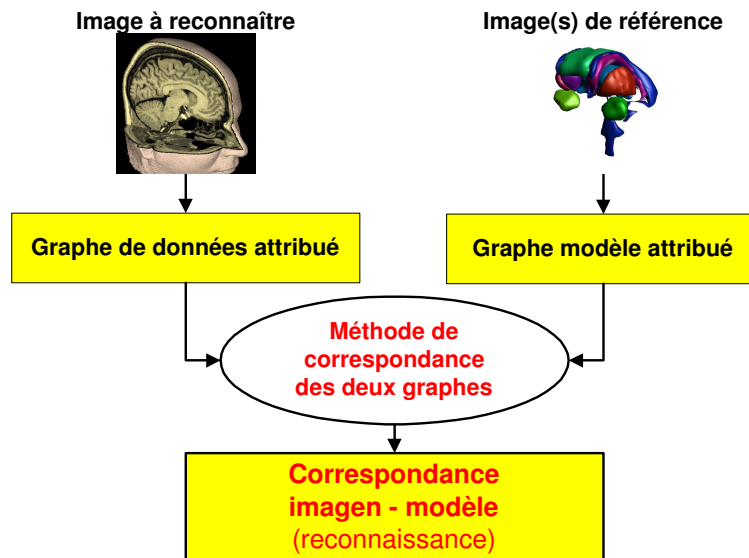 Image à reconnaître
Image(s) de référence
Graphe de données attribué
Graphe modèle attribué
Méthode de
correspondance
des deux graphes
Correspondance
imagen - modèle
(reconnaissance)